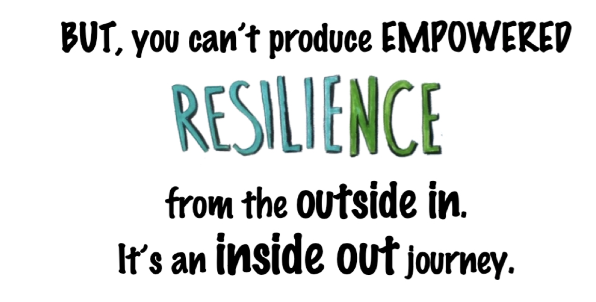 BUT, you can't produce EMPOWERED
RESILIENCE
from the outside in.
It's an inside out journey.